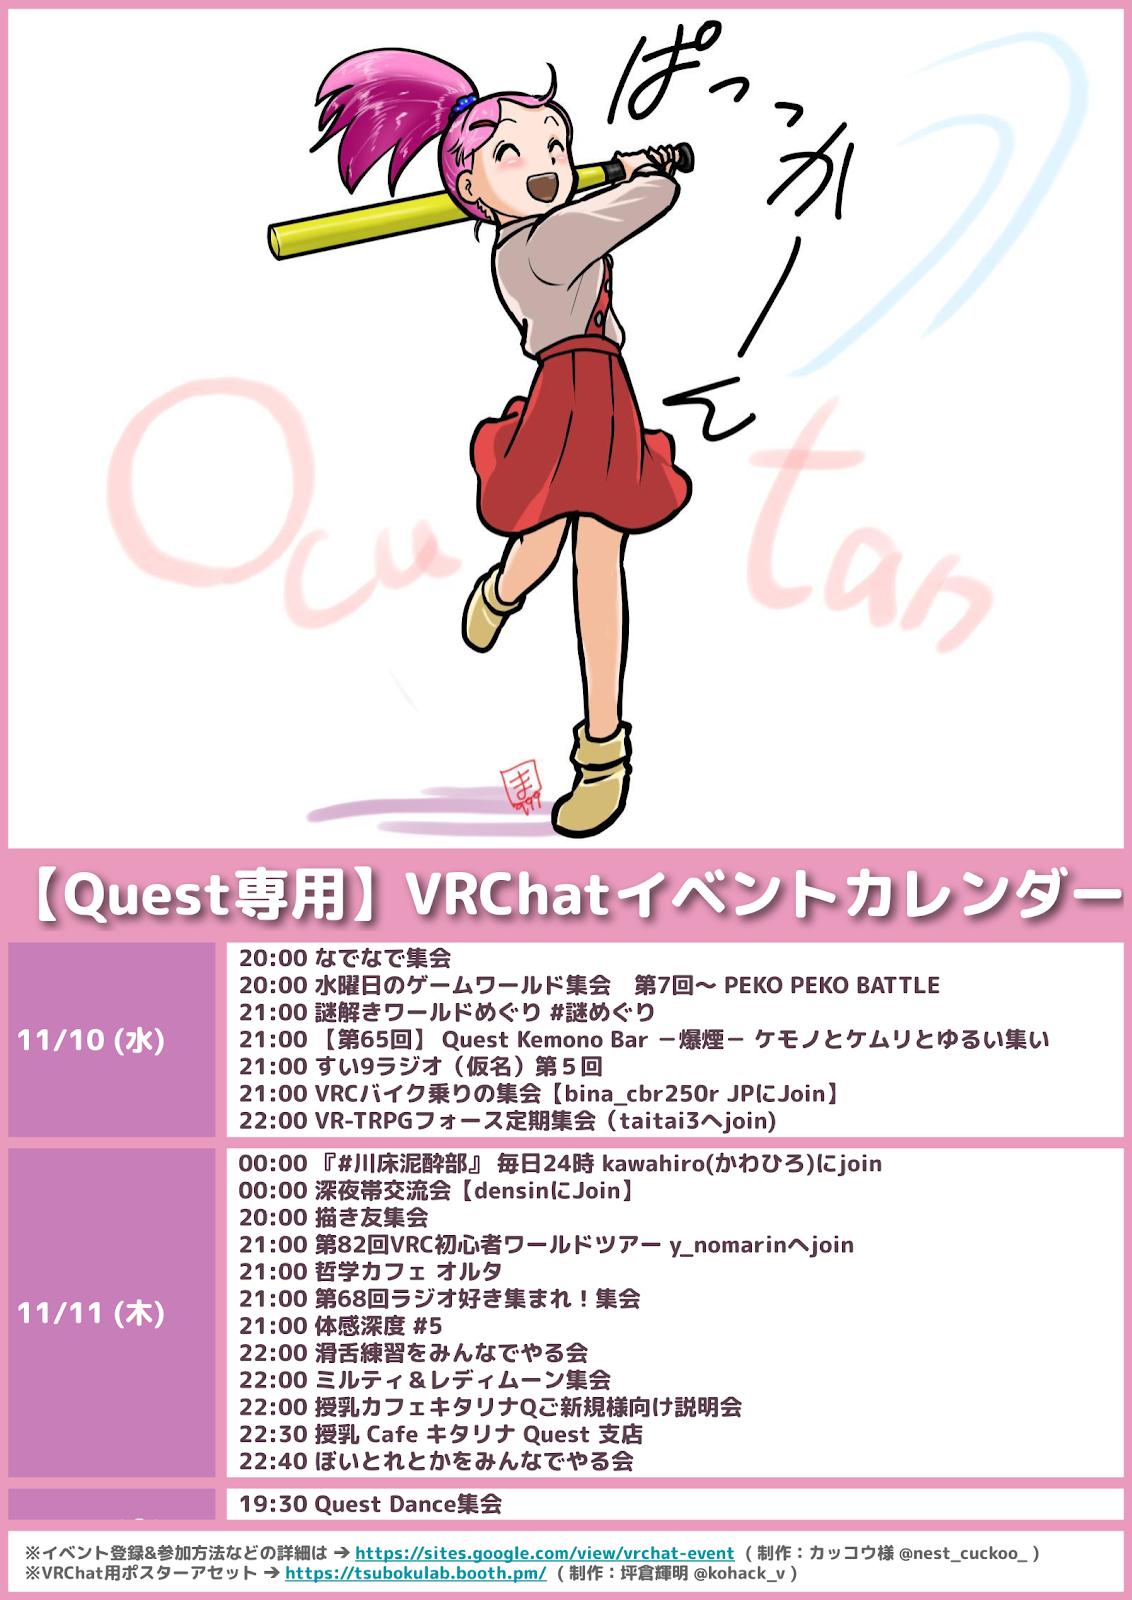 ぱっっかーん
Ocu tan
ま
999
【Quest専用】VRChatイベントカレンダー
11/10 (水)
20:00 なでなで集会
20:00 水曜日のゲームワールド集会　第7回～ PEKO PEKO BATTLE
21:00 謎解きワールドめぐり #謎めぐり
21:00 【第65回】 Quest Kemono Bar －爆煙－ ケモノとケムリとゆるい集い
21:00 すい9ラジオ（仮名）第５回
21:00 VRCバイク乗りの集会【bina_cbr250r JPにJoin】
22:00 VR-TRPGフォース定期集会（taitai3へjoin)
11/11 (木)
00:00 『#川床泥酔部』 毎日24時 kawahiro(かわひろ)にjoin
00:00 深夜帯交流会【densinにJoin】
20:00 描き友集会
21:00 第82回VRC初心者ワールドツアー y_nomarinへjoin
21:00 哲学カフェ オルタ
21:00 第68回ラジオ好き集まれ！集会
21:00 体感深度 #5
22:00 滑舌練習をみんなでやる会
22:00 ミルティ＆レディムーン集会
22:00 授乳カフェキタリナQご新規様向け説明会
22:30 授乳 Cafe キタリナ Quest 支店
22:40 ぼいとれとかをみんなでやる会
19:30 Quest Dance集会
※イベント登録&参加方法などの詳細は ➔ https://sites.google.com/view/vrchat-event ( 制作：カッコウ様 @nest_cuckoo_ )
※VRChat用ポスターアセット ➔ https://tsubokulab.booth.pm/ ( 制作：坪倉輝明 @kohack_v )